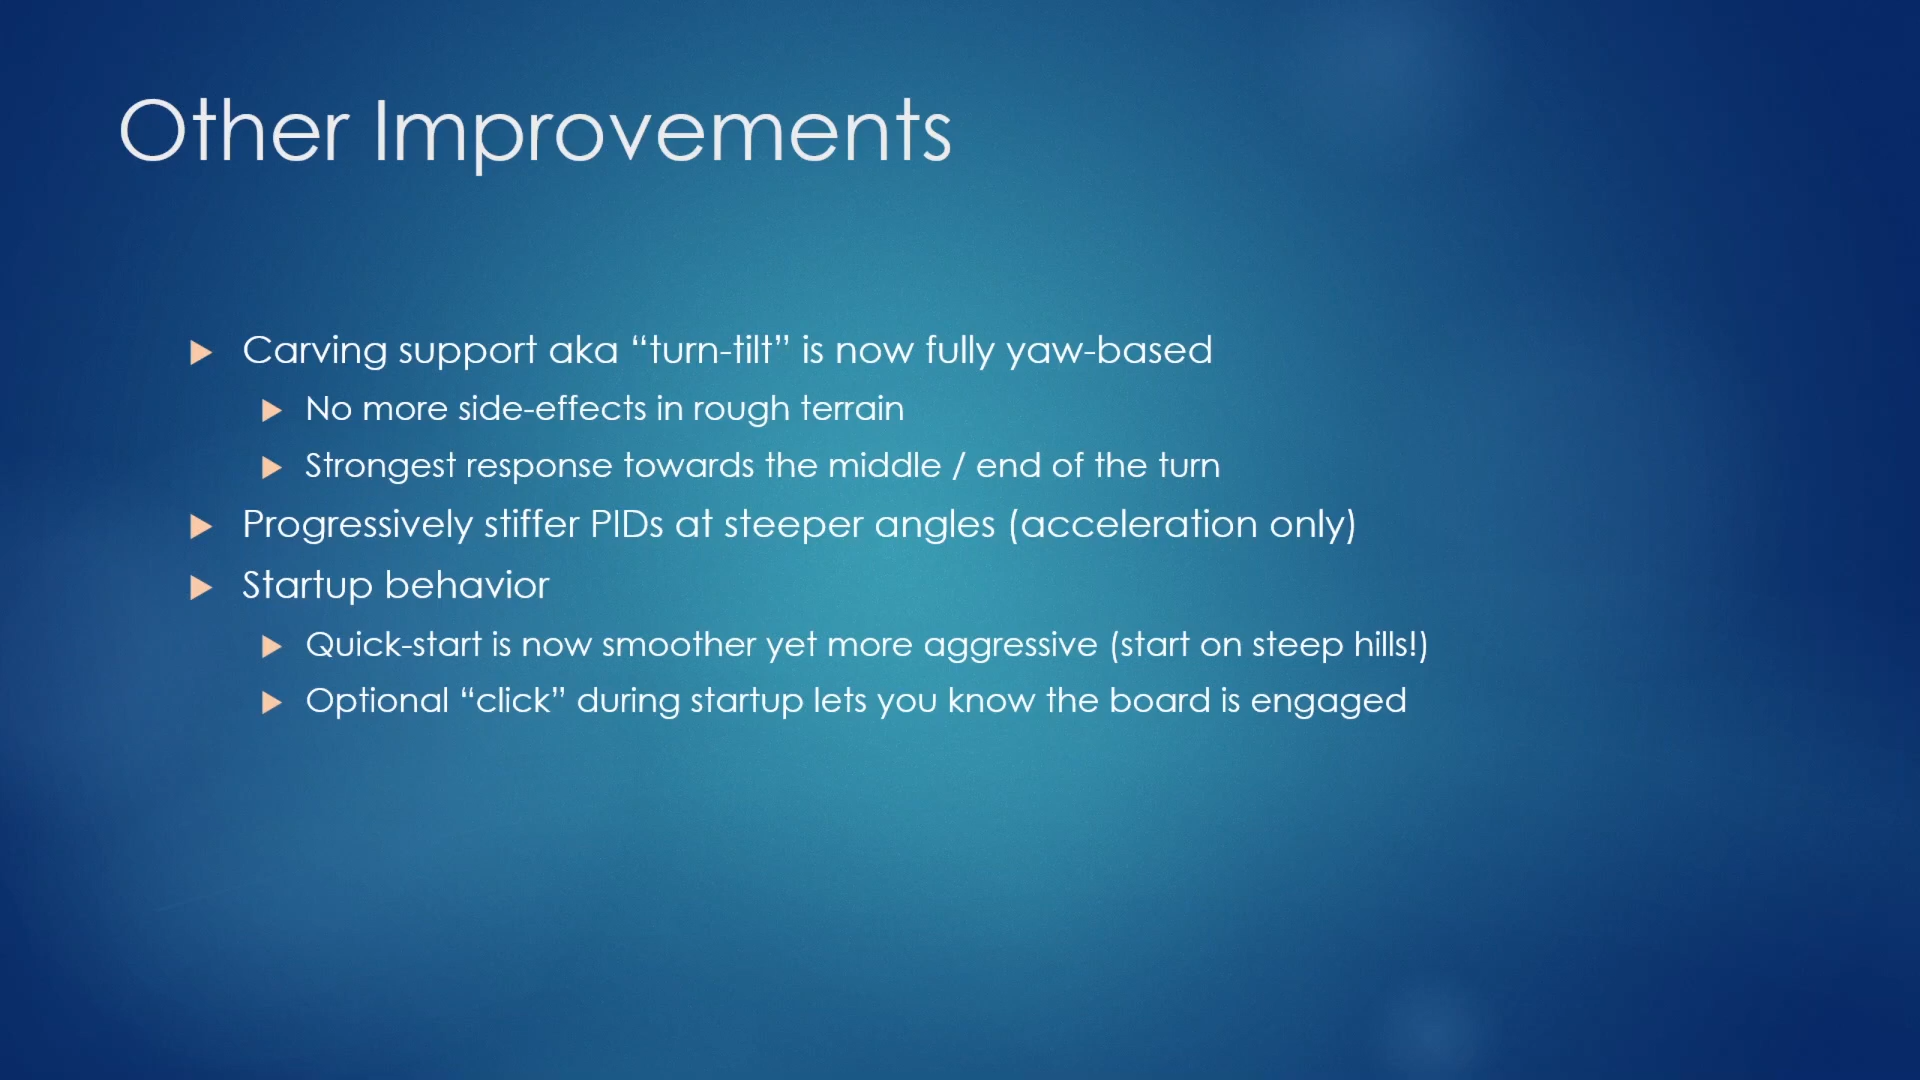 Other Improvements
Carving support aka “turn-tilt” is now fully yaw-based
No more side-effects in rough terrain
Strongest response towards the middle / end of the turn
Progressively stiffer PIDs at steeper angles (acceleration only)
Startup behavior
Quick-start is now smoother yet more aggressive (start on steep hills!)
Optional “click” during startup lets you know the board is engaged